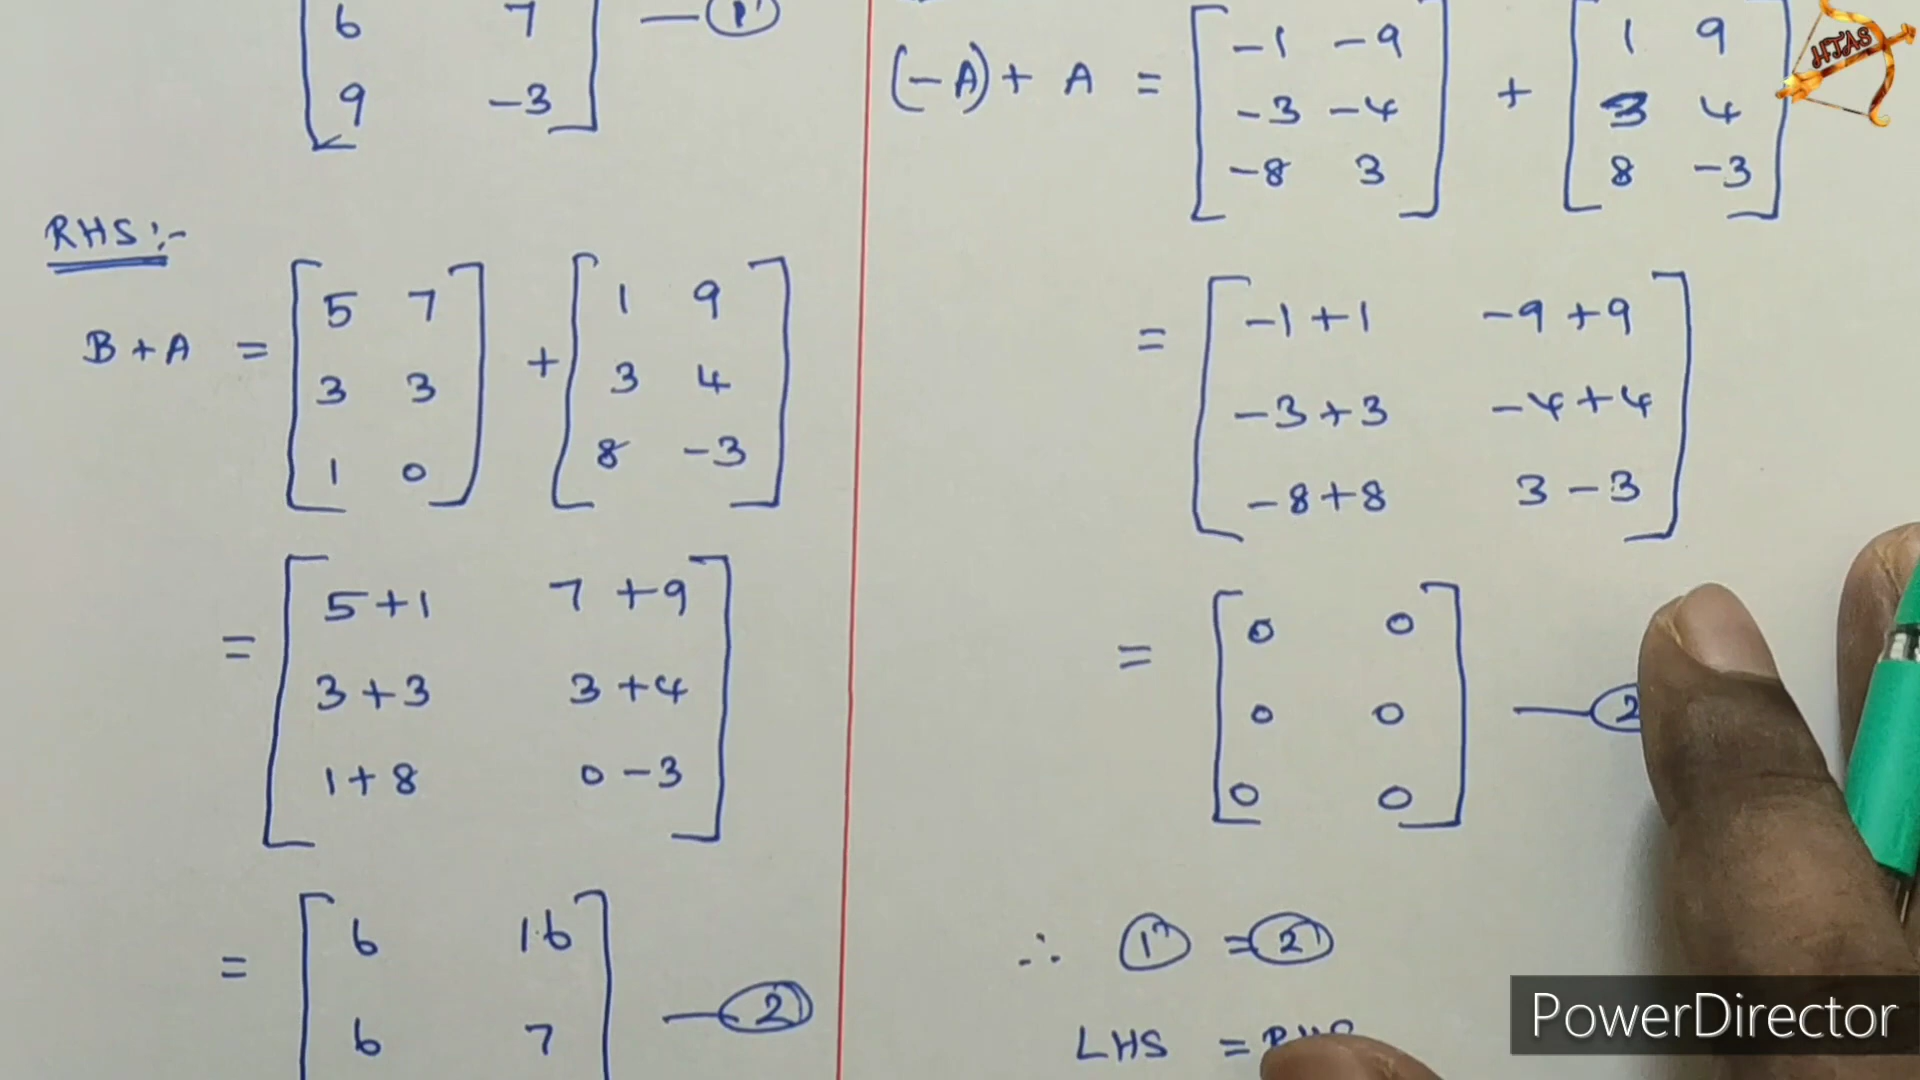 6 7 — 1
9 -3
RHS :-
B + A = [ 5 7 ] + [ 1 9 ]
3 3 3 4
1 0 8 -3
= [ 5+1 7+9 ]
3+3 3+4
1+8 0-3
= [ 6 16 ]
6 7 — 2
(-A) + A = [ -1 -9 ] + [ 1 9 ]
-3 -4 3 4
-8 3 8 -3
= [ -1+1 -9+9 ]
-3+3 -4+4
-8+8 3-3
= [ 0 0 ]
0 0 — 2
0 0
∴ 1 = 2
LHS =
HTAS
PowerDirector